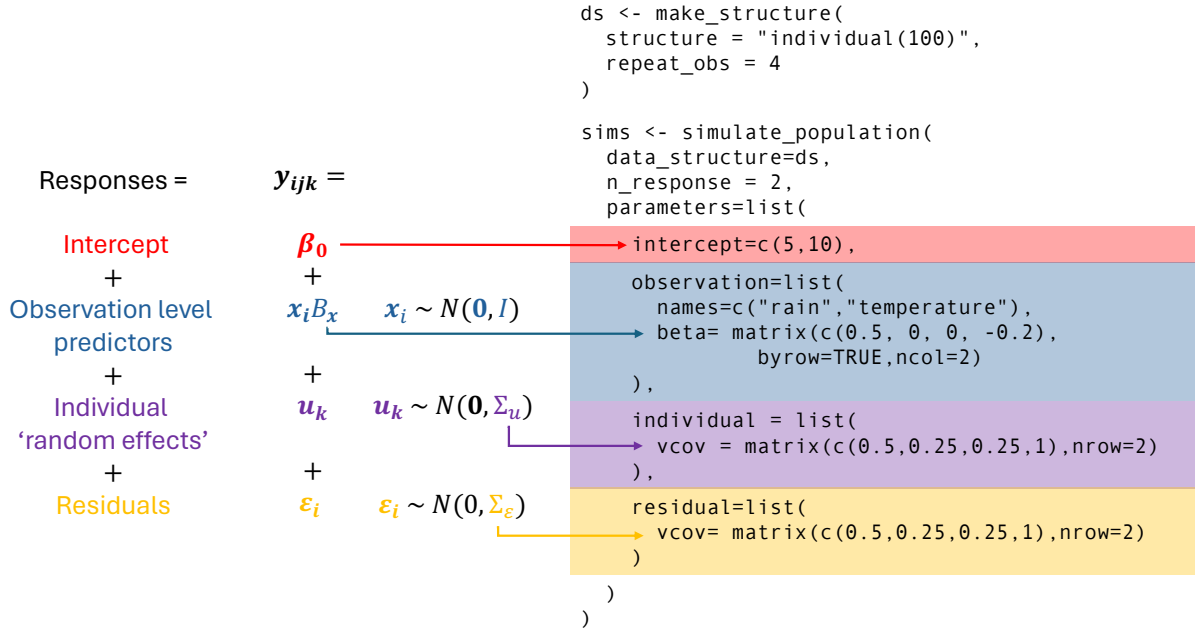 ds <- make_structure(
structure = "individual(100)",
repeat_obs = 4
)
sims <- simulate_population(
data_structure=ds,
n_response = 2,
parameters=list(
Responses = y_{ijk} =
Intercept β_0 intercept=c(5,10),
+ +
Observation level predictors x_i B_x x_i ~ N(0, I)
observation=list(
names=c("rain","temperature"),
beta= matrix(c(0.5, 0, 0, -0.2),
byrow=TRUE,ncol=2)
),
+ +
Individual 'random effects' u_k u_k ~ N(0, Σ_u)
individual = list(
vcov = matrix(c(0.5,0.25,0.25,1),nrow=2)
),
+ +
Residuals ε_i ε_i ~ N(0, Σ_ε)
residual=list(
vcov= matrix(c(0.5,0.25,0.25,1),nrow=2)
)
)
)